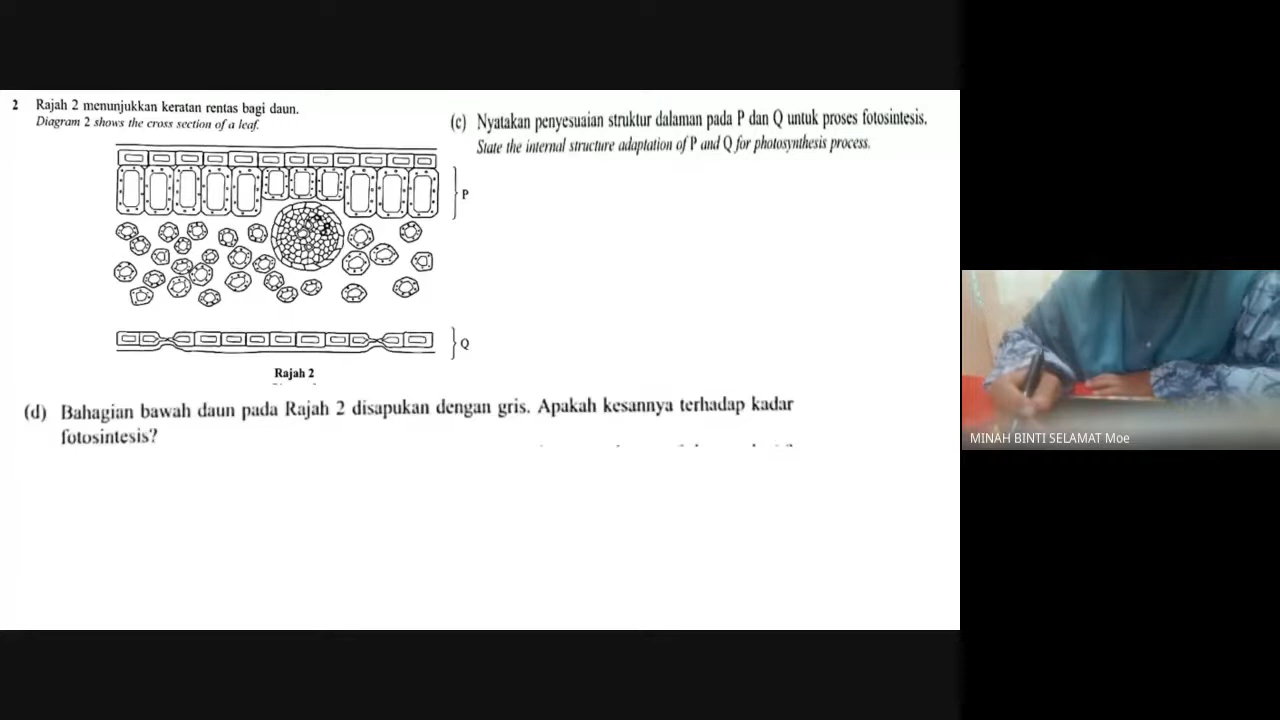 2 Rajah 2 menunjukkan keratan rentas bagi daun.
Diagram 2 shows the cross section of a leaf.
P
Q
Rajah 2
(c) Nyatakan penyesuaian struktur dalaman pada P dan Q untuk proses fotosintesis.
State the internal structure adaptation of P and Q for photosynthesis process.
(d) Bahagian bawah daun pada Rajah 2 disapukan dengan gris. Apakah kesannya terhadap kadar
fotosintesis?
MINAH BINTI SELAMAT Moe